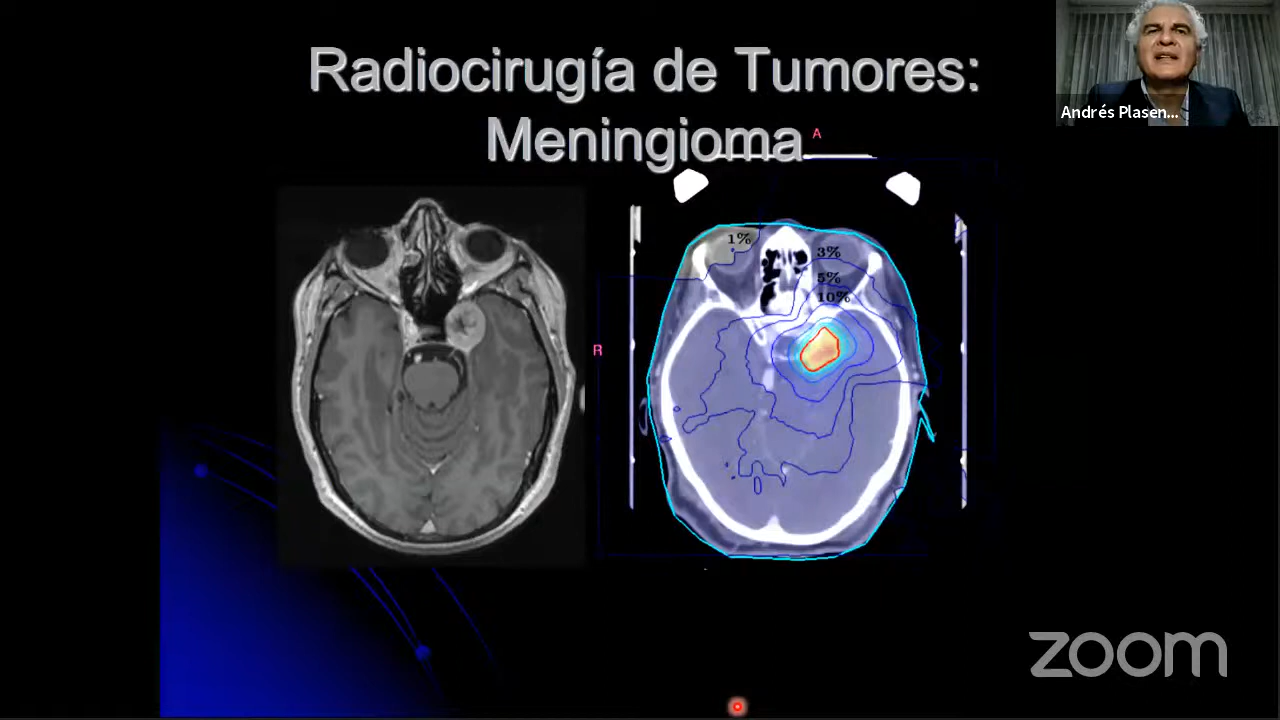 Radiocirugía de Tumores:
Meningioma
Andrés Plasen...
A
1%
3%
5%
10%
R
zoom